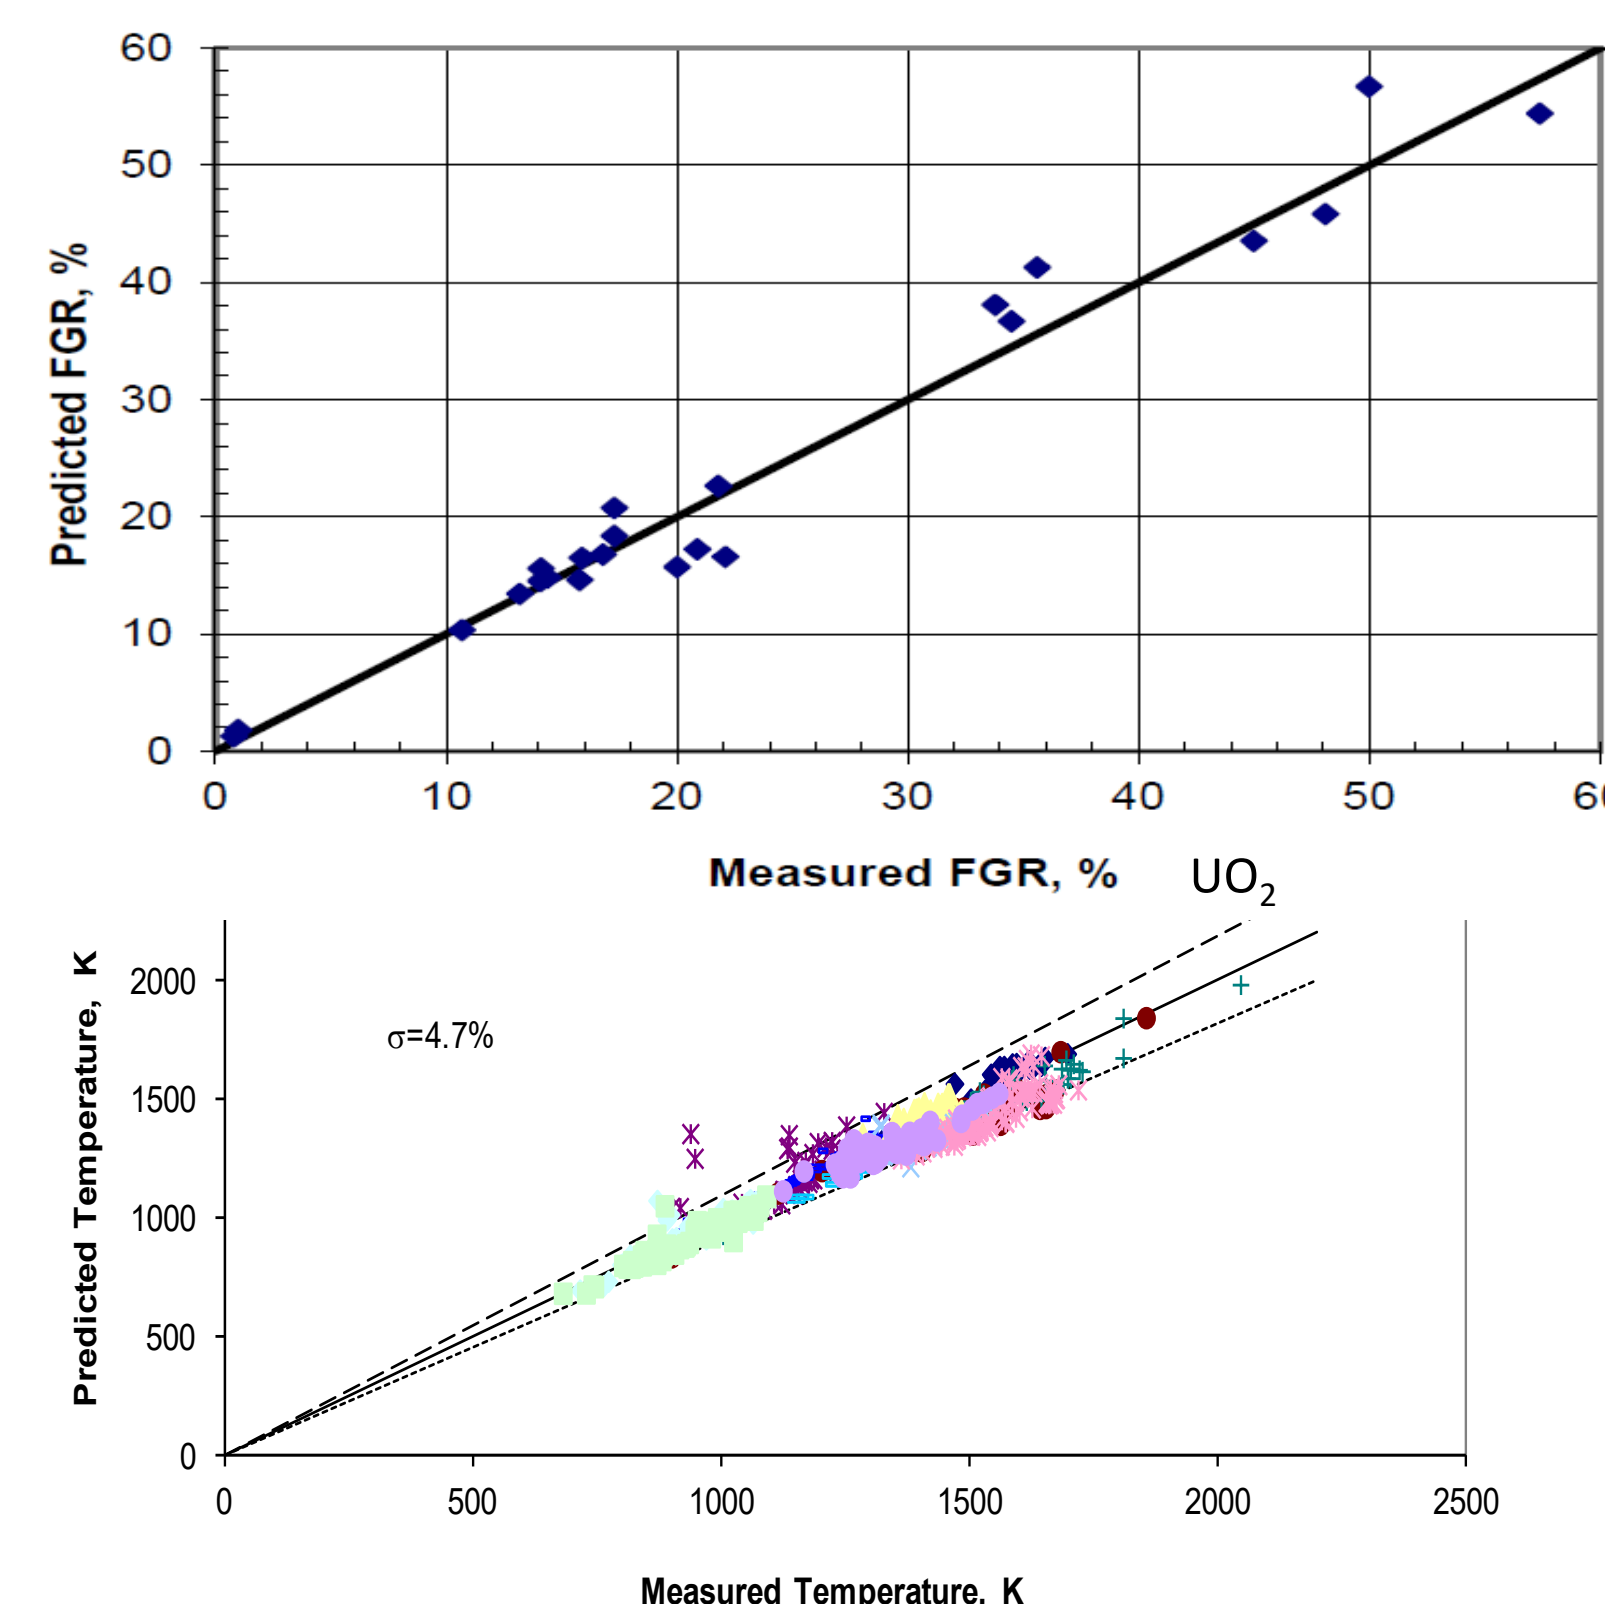 60
50
40
30
20
10
0
Predicted FGR, %
0 10 20 30 40 50
Measured FGR, %
UO₂
2000
1500
1000
500
0
Predicted Temperature, K
σ=4.7%
0 500 1000 1500 2000 2500
Measured Temperature, K